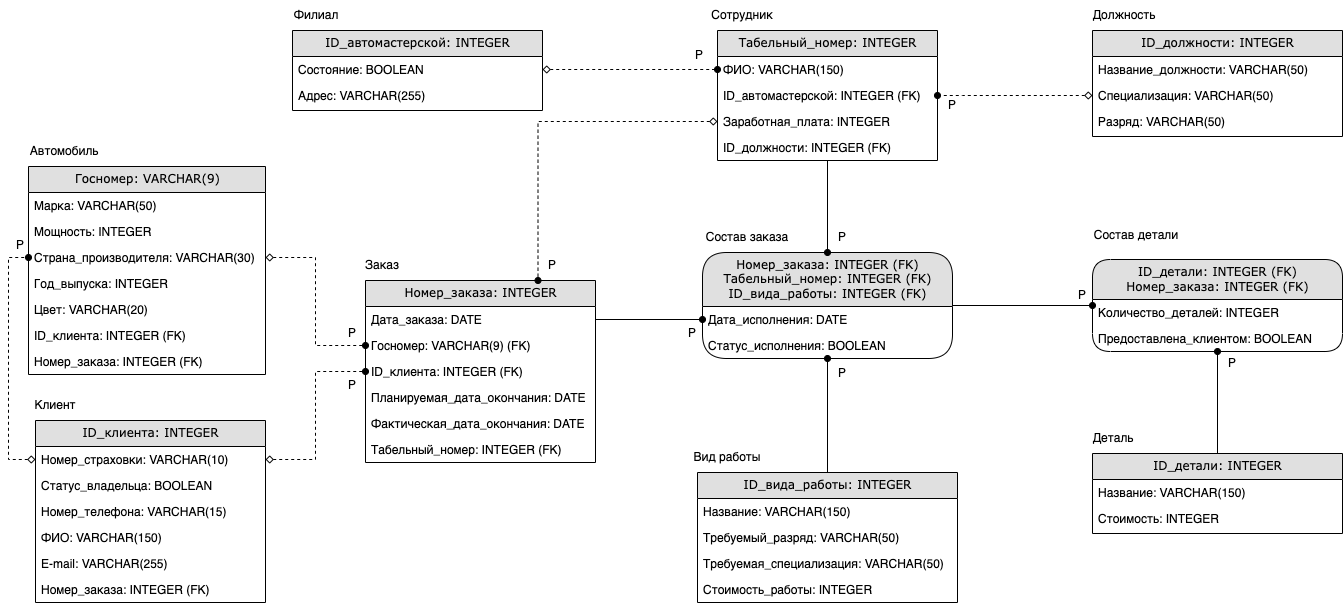 Филиал
ID_автомастерской: INTEGER
Состояние: BOOLEAN
Адрес: VARCHAR(255)
P
Сотрудник
Табельный_номер: INTEGER
ФИО: VARCHAR(150)
ID_автомастерской: INTEGER (FK)
Заработная_плата: INTEGER
ID_должности: INTEGER (FK)
P
Должность
ID_должности: INTEGER
Название_должности: VARCHAR(50)
Специализация: VARCHAR(50)
Разряд: VARCHAR(50)
Автомобиль
Госномер: VARCHAR(9)
Марка: VARCHAR(50)
Мощность: INTEGER
P
Страна_производителя: VARCHAR(30)
Год_выпуска: INTEGER
Цвет: VARCHAR(20)
ID_клиента: INTEGER (FK)
Номер_заказа: INTEGER (FK)
Заказ
P
Номер_заказа: INTEGER
Дата_заказа: DATE
P
Госномер: VARCHAR(9) (FK)
ID_клиента: INTEGER (FK)
P
Планируемая_дата_окончания: DATE
Фактическая_дата_окончания: DATE
Табельный_номер: INTEGER (FK)
Состав заказа
P
Номер_заказа: INTEGER (FK)
Табельный_номер: INTEGER (FK)
ID_вида_работы: INTEGER (FK)
P
Дата_исполнения: DATE
Статус_исполнения: BOOLEAN
P
Состав детали
ID_детали: INTEGER (FK)
Номер_заказа: INTEGER (FK)
P
Количество_деталей: INTEGER
Предоставлена_клиентом: BOOLEAN
P
Клиент
ID_клиента: INTEGER
Номер_страховки: VARCHAR(10)
Статус_владельца: BOOLEAN
Номер_телефона: VARCHAR(15)
ФИО: VARCHAR(150)
E-mail: VARCHAR(255)
Номер_заказа: INTEGER (FK)
Вид работы
ID_вида_работы: INTEGER
Название: VARCHAR(150)
Требуемый_разряд: VARCHAR(50)
Требуемая_специализация: VARCHAR(50)
Стоимость_работы: INTEGER
Деталь
ID_детали: INTEGER
Название: VARCHAR(150)
Стоимость: INTEGER